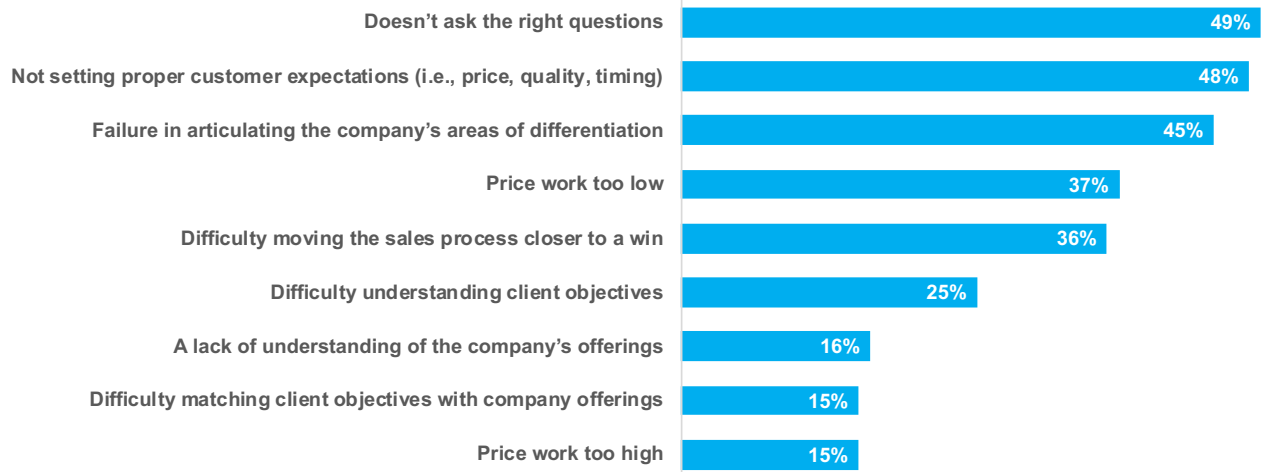 Doesn’t ask the right questions 49%
Not setting proper customer expectations (i.e., price, quality, timing) 48%
Failure in articulating the company’s areas of differentiation 45%
Price work too low 37%
Difficulty moving the sales process closer to a win 36%
Difficulty understanding client objectives 25%
A lack of understanding of the company’s offerings 16%
Difficulty matching client objectives with company offerings 15%
Price work too high 15%